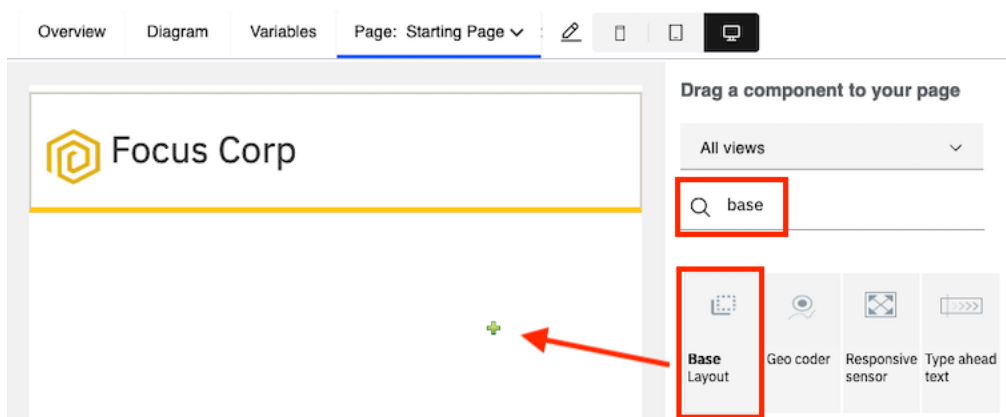 Overview Diagram Variables Page: Starting Page
Drag a component to your page
Focus Corp
All views
base
Base Geo coder Responsive Type ahead
Layout sensor text